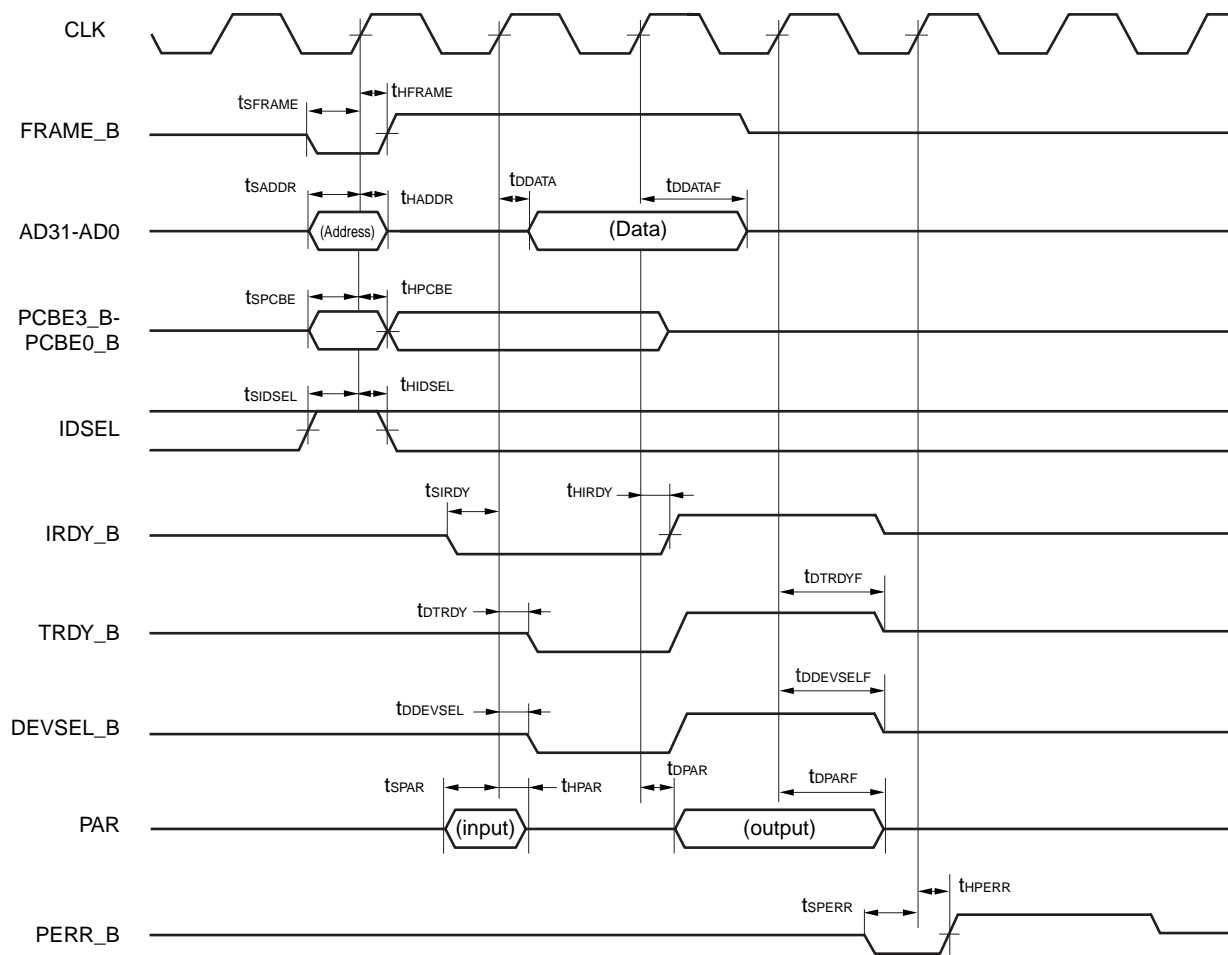 CLK
tSFRAME
tHFRAME
FRAME_B
tSADDR
tHADDR
tDDATA
tDDATAF
AD31-AD0
(Address)
(Data)
tSPCBE
tHPCBE
PCBE3_B-
PCBE0_B
tSIDSEL
tHIDSEL
IDSEL
tSIRDY
tHIRDY
IRDY_B
tDTRDYF
tDTRDY
TRDY_B
tDDEVSELF
tDDEVSEL
DEVSEL_B
tSPAR
tHPAR
tDPAR
tDPARF
PAR
(input)
(output)
tSPERR
tHPERR
PERR_B